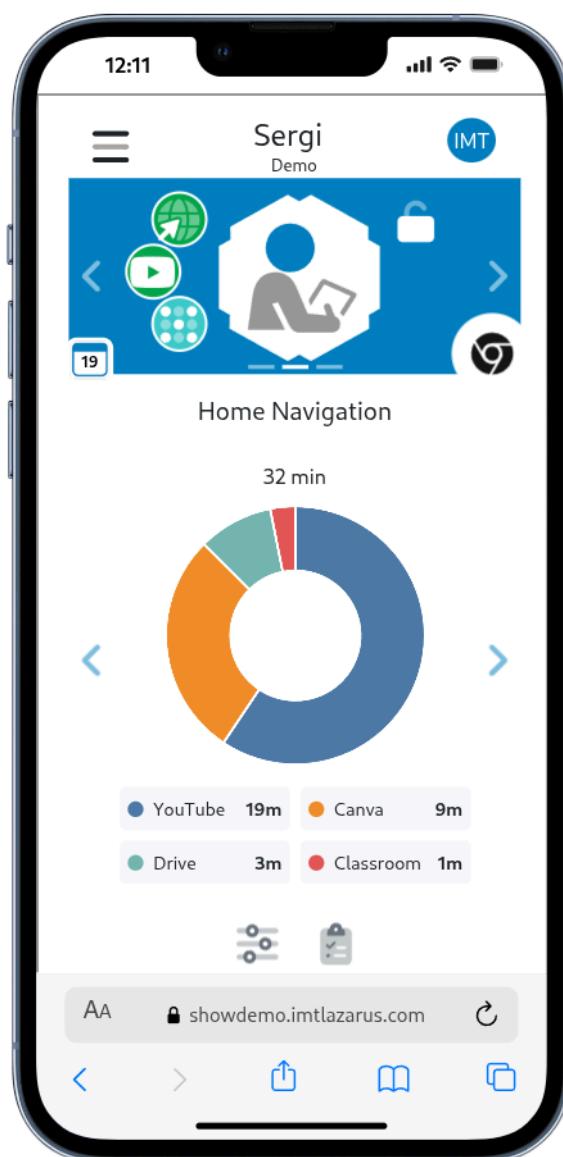 12:11
Sergi
IMT
Demo
19
Home Navigation
32 min
YouTube 19m
Canva 9m
Drive 3m
Classroom 1m
AA
showdemo.imtlazarus.com